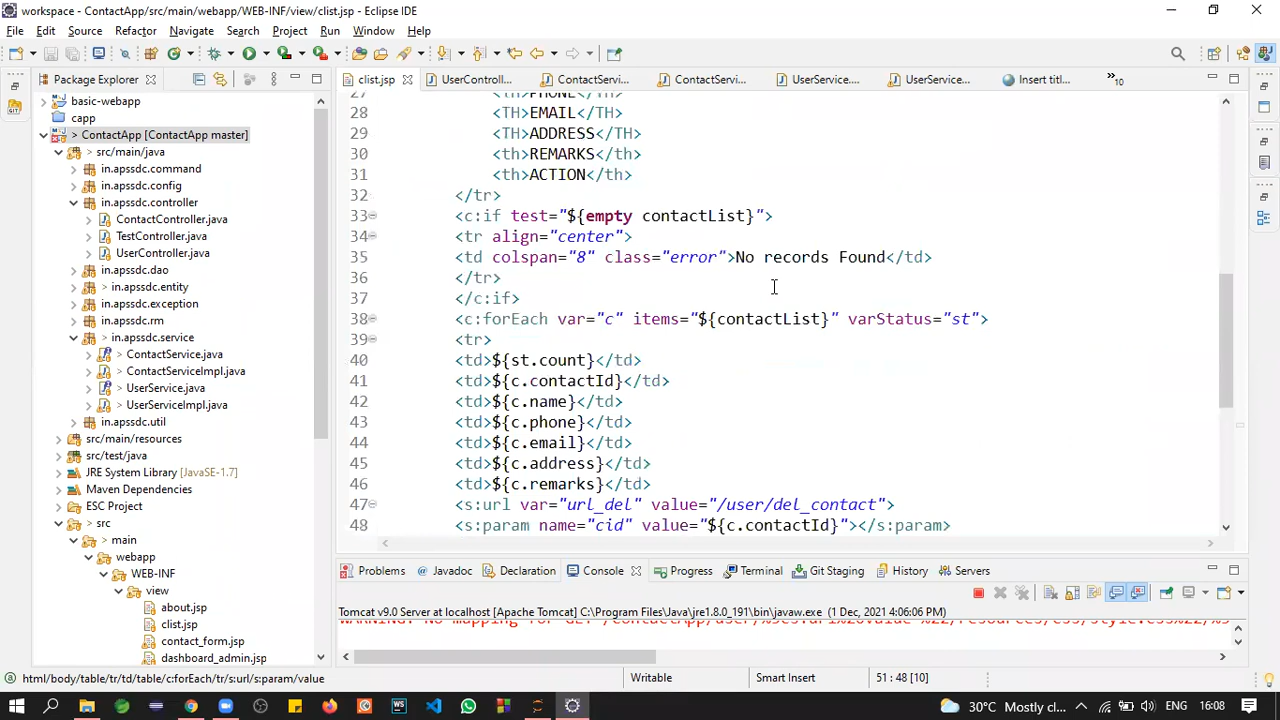 workspace - ContactApp/src/main/webapp/WEB-INF/view/clist.jsp - Eclipse IDE
File Edit Source Refactor Navigate Search Project Run Window Help
Package Explorer
clist.jsp UserControll... ContactServi... ContactServi... UserService.... UserService... Insert titl... »10
basic-webapp
capp
> ContactApp [ContactApp master]
> src/main/java
in.apssdc.command
in.apssdc.config
in.apssdc.controller
ContactController.java
TestController.java
UserController.java
in.apssdc.dao
> in.apssdc.entity
in.apssdc.exception
in.apssdc.rm
> in.apssdc.service
> ContactService.java
> ContactServiceImpl.java
> UserService.java
> UserServiceImpl.java
in.apssdc.util
src/main/resources
src/test/java
JRE System Library [JavaSE-1.7]
Maven Dependencies
ESC Project
> src
> main
webapp
WEB-INF
view
about.jsp
clist.jsp
contact_form.jsp
dashboard_admin.jsp
27 <TH>PHONE</TH>
28 <TH>EMAIL</TH>
29 <TH>ADDRESS</TH>
30 <th>REMARKS</th>
31 <th>ACTION</th>
32 </tr>
33 <c:if test="${empty contactList}">
34 <tr align="center">
35 <td colspan="8" class="error">No records Found</td>
36 </tr>
37 </c:if>
38 <c:forEach var="c" items="${contactList}" varStatus="st">
39 <tr>
40 <td>${st.count}</td>
41 <td>${c.contactId}</td>
42 <td>${c.name}</td>
43 <td>${c.phone}</td>
44 <td>${c.email}</td>
45 <td>${c.address}</td>
46 <td>${c.remarks}</td>
47 <s:url var="url_del" value="/user/del_contact">
48 <s:param name="cid" value="${c.contactId}"></s:param>
Problems Javadoc Declaration Console Progress Terminal Git Staging History Servers
Tomcat v9.0 Server at localhost [Apache Tomcat] C:\Program Files\Java\jre1.8.0_191\bin\javaw.exe (1 Dec, 2021 4:06:06 PM)
WARNING: No mapping for GET /ContactApp/user/
html/body/table/tr/td/table/c:forEach/tr/s:url/s:param/value
Writable Smart Insert 51 : 48 [10]
30°C Mostly cl... ENG 16:08